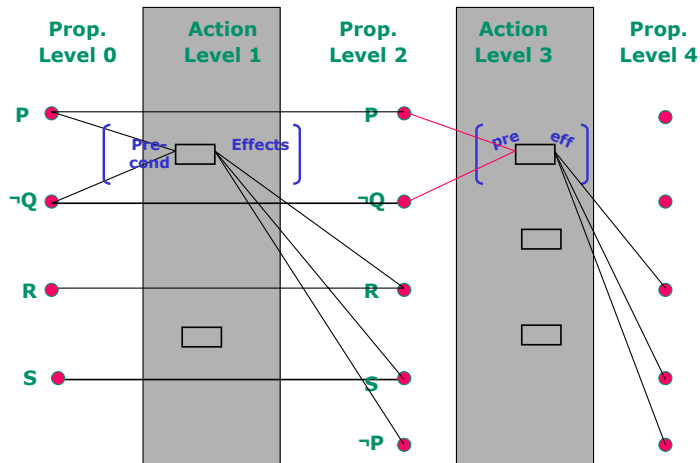 Prop.
Level 0
Action
Level 1
Prop.
Level 2
Action
Level 3
Prop.
Level 4
P
P
Pre-
cond
Effects
pre
eff
¬Q
¬Q
R
R
S
S
¬P